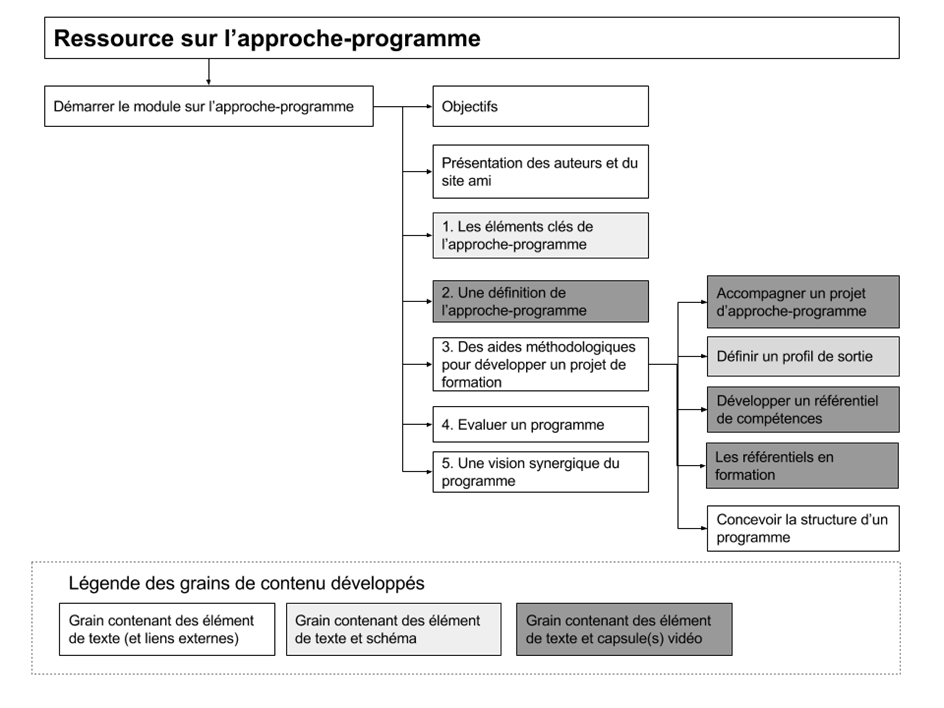 Ressource sur l’approche-programme
Démarrer le module sur l’approche-programme
Objectifs
Présentation des auteurs et du
site ami
1. Les éléments clés de
l’approche-programme
2. Une définition de
l’approche-programme
3. Des aides méthodologiques
pour développer un projet de
formation
4. Evaluer un programme
5. Une vision synergique du
programme
Accompagner un projet
d’approche-programme
Définir un profil de sortie
Développer un référentiel
de compétences
Les référentiels en
formation
Concevoir la structure d’un
programme
Légende des grains de contenu développés
Grain contenant des élément
de texte (et liens externes)
Grain contenant des élément
de texte et schéma
Grain contenant des élément
de texte et capsule(s) vidéo